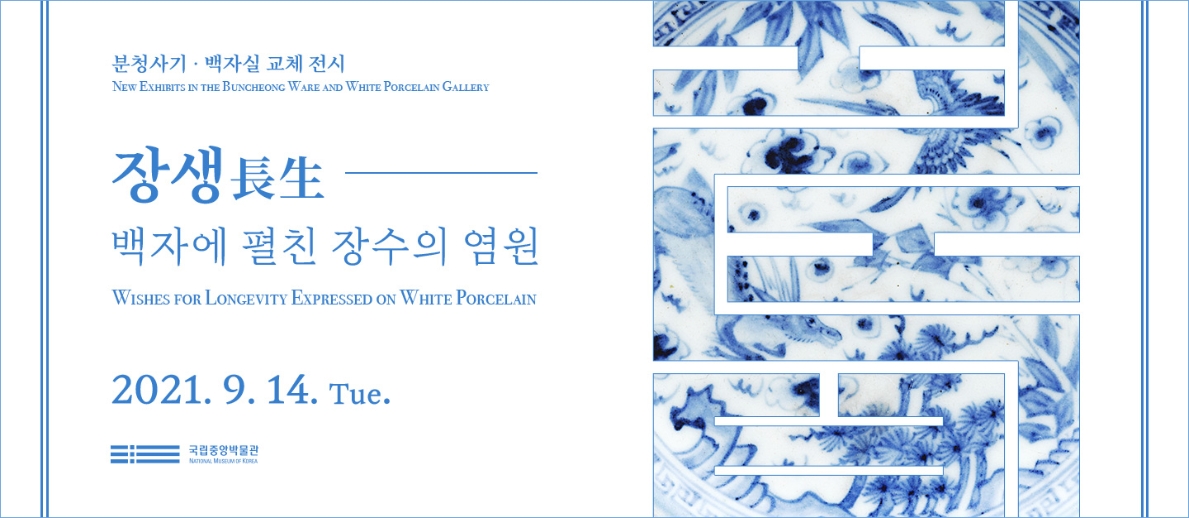 분청사기 · 백자실 교체 전시
New Exhibits in the Buncheong Ware and White Porcelain Gallery
장생 長生
백자에 펼친 장수의 염원
Wishes for Longevity Expressed on White Porcelain
2021. 9. 14. Tue.
국립중앙박물관
National Museum of Korea